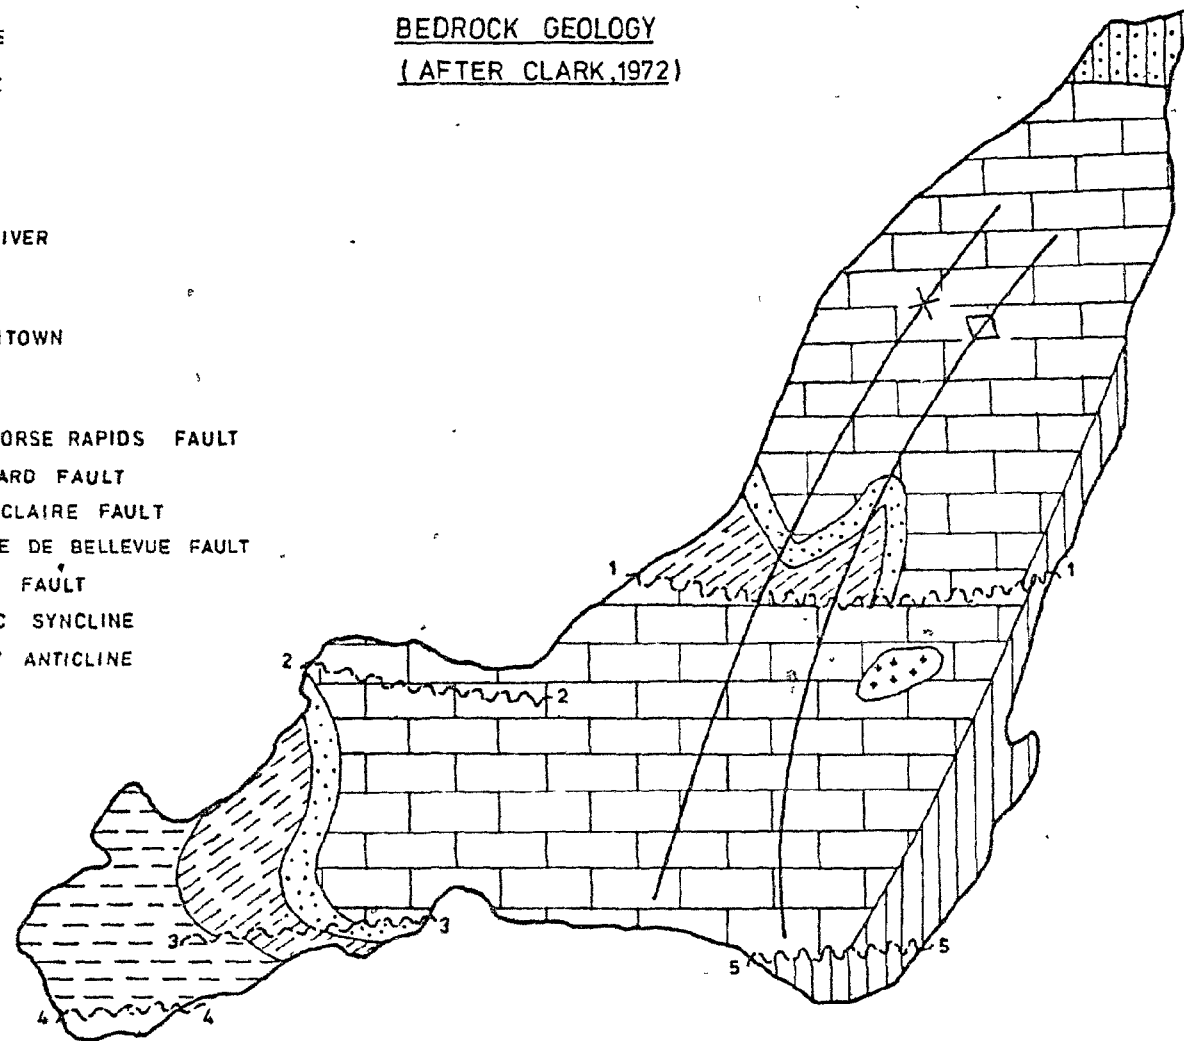 BEDROCK GEOLOGY
( AFTER CLARK, 1972 )
E
IVER
TOWN
ORSE RAPIDS FAULT
ARD FAULT
CLAIRE FAULT
E DE BELLEVUE FAULT
FAULT
C SYNCLINE
ANTICLINE
1
1
2
2
3
3
4
4
5
5